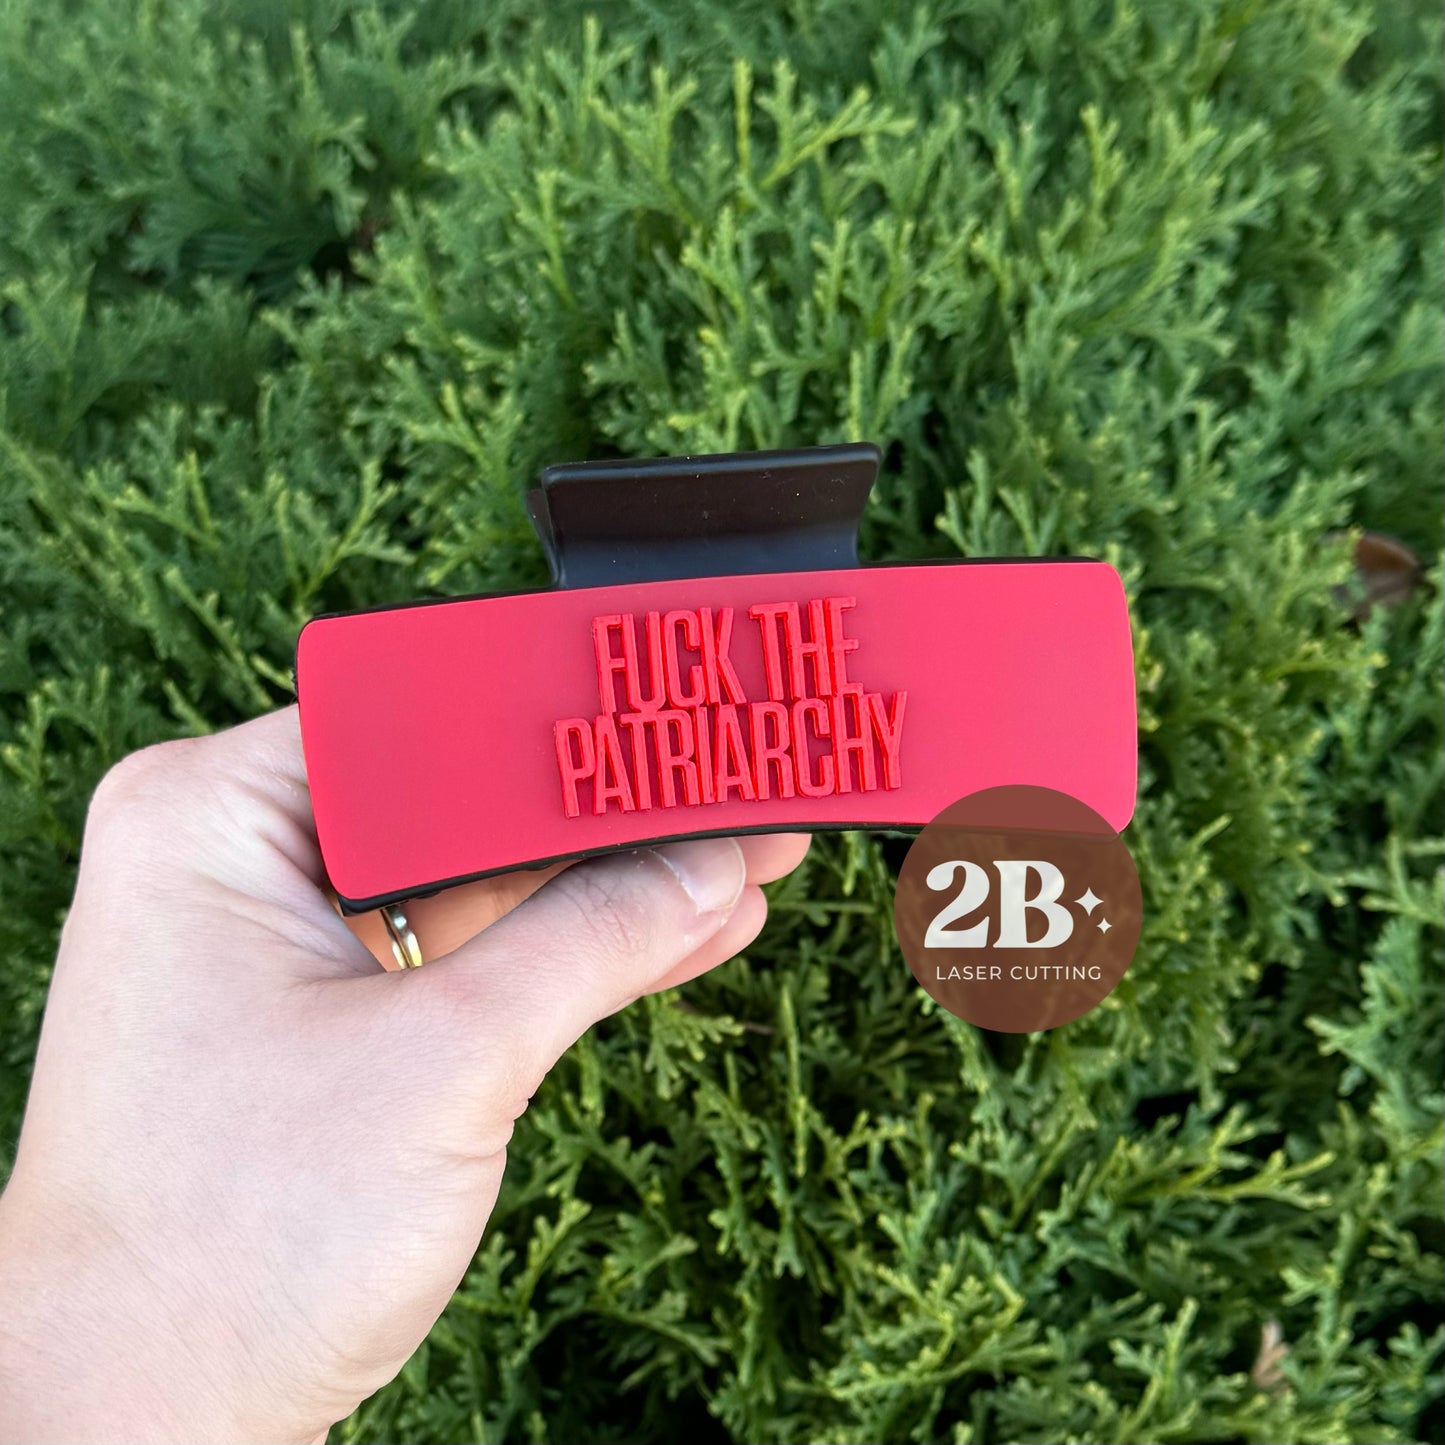 FUCK THE
PATRIARCHY
2B
LASER CUTTING